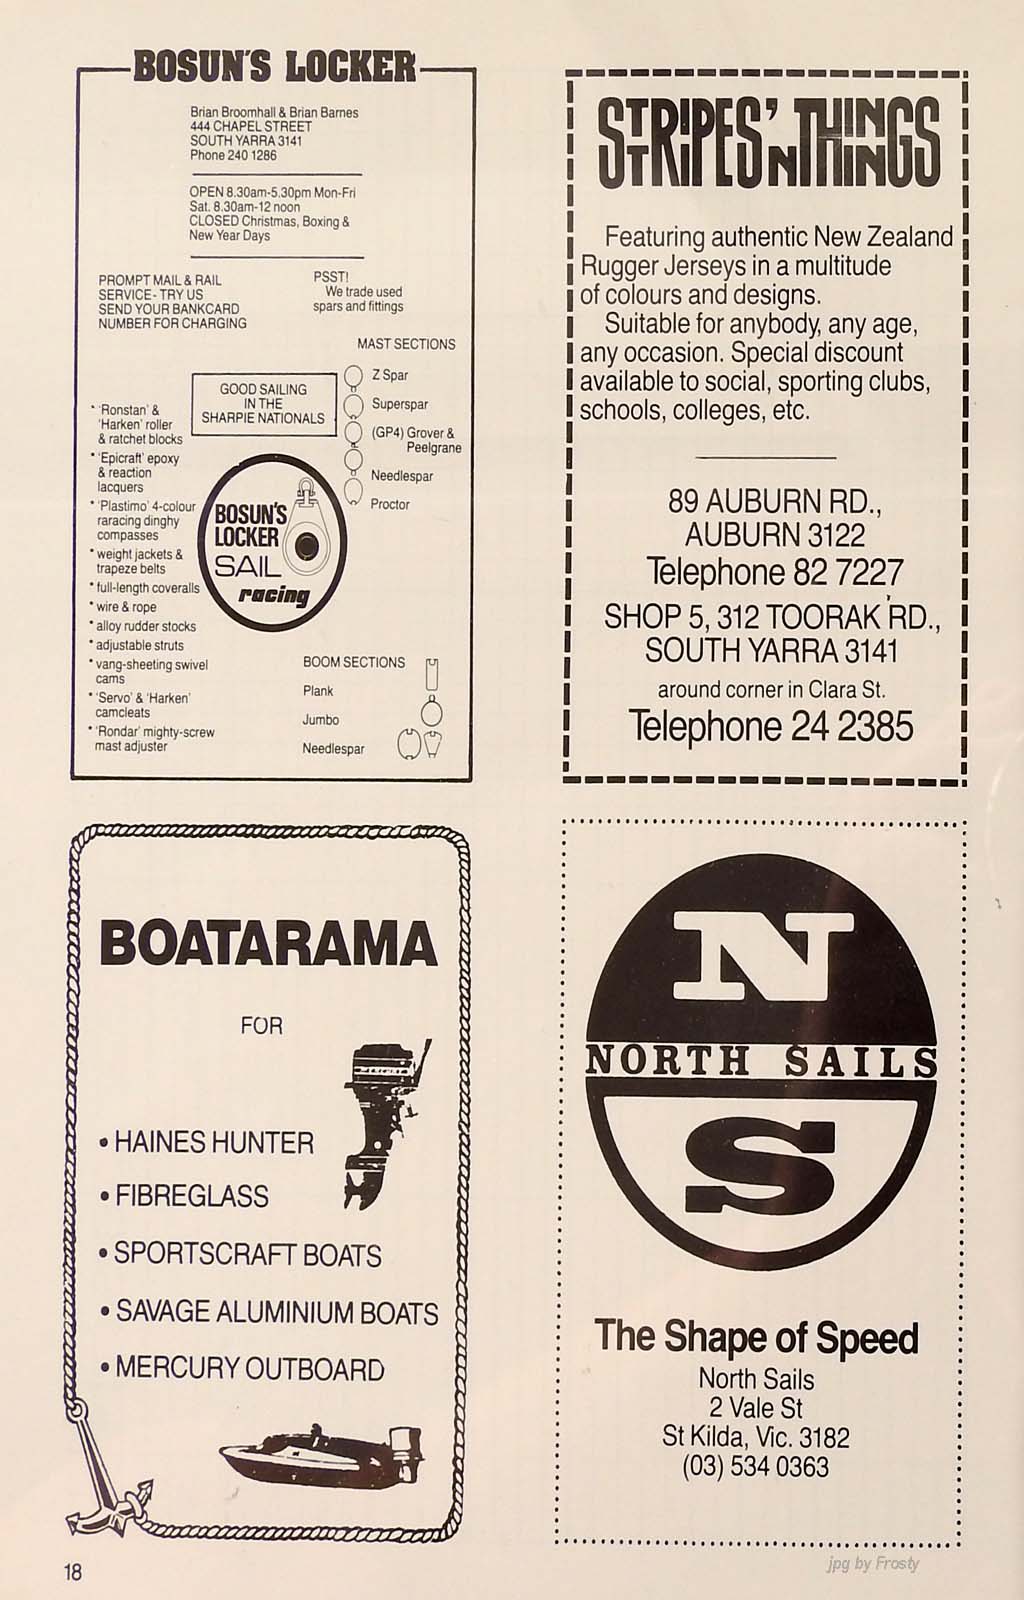 BOSUN'S LOCKER
Brian Broomhall & Brian Barnes
444 CHAPEL STREET
SOUTH YARRA 3141
Phone 240 1286
OPEN 8.30am-5.30pm Mon-Fri
Sat. 8.30am-12 noon
CLOSED Christmas, Boxing &
New Year Days
PROMPT MAIL & RAIL
SERVICE - TRY US
SEND YOUR BANKCARD
NUMBER FOR CHARGING
PSST!
We trade used
spars and fittings
MAST SECTIONS
Z Spar
Superspar
(GP4) Grover &
Peelgrane
Needlespar
Proctor
GOOD SAILING
IN THE
SHARPIE NATIONALS
* 'Ronstan' &
'Harken' roller
& ratchet blocks
* 'Epicraft' epoxy
& reaction
lacquers
* 'Plastimo' 4-colour
raracing dinghy
compasses
* weight jackets &
trapeze belts
* full-length coveralls
* wire & rope
* alloy rudder stocks
* adjustable struts
* vang-sheeting swivel
cams
* 'Servo' & 'Harken'
camcleats
* 'Rondar' mighty-screw
mast adjuster
BOSUN'S
LOCKER
SAIL
racing
BOOM SECTIONS
Plank
Jumbo
Needlespar
STRIPES 'N THINGS
Featuring authentic New Zealand
Rugger Jerseys in a multitude
of colours and designs.
Suitable for anybody, any age,
any occasion. Special discount
available to social, sporting clubs,
schools, colleges, etc.
89 AUBURN RD.,
AUBURN 3122
Telephone 82 7227
SHOP 5, 312 TOORAK RD.,
SOUTH YARRA 3141
around corner in Clara St.
Telephone 24 2385
BOATARAMA
FOR
MERCURY
• HAINES HUNTER
• FIBREGLASS
• SPORTSCRAFT BOATS
• SAVAGE ALUMINIUM BOATS
• MERCURY OUTBOARD
N
NORTH SAILS
S
The Shape of Speed
North Sails
2 Vale St
St Kilda, Vic. 3182
(03) 534 0363
18
jpg by Frosty